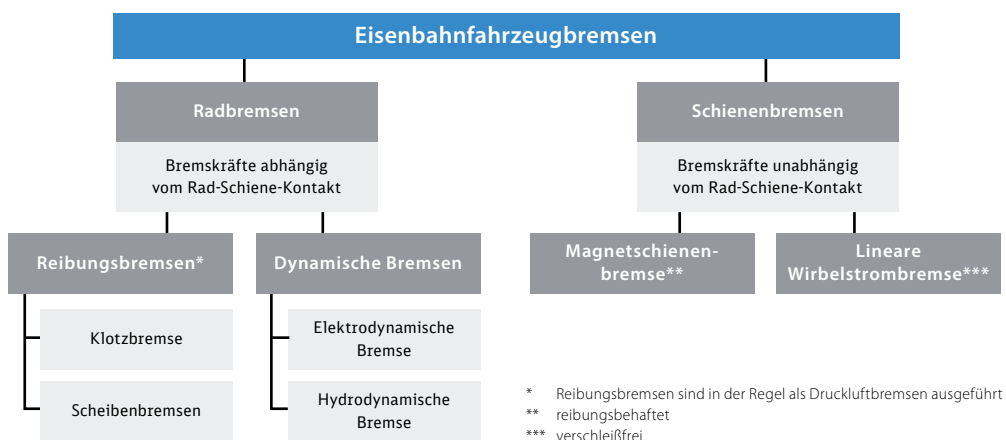 Eisenbahnfahrzeugbremsen
Radbremsen
Bremskräfte abhängig
vom Rad-Schiene-Kontakt
Schienenbremsen
Bremskräfte unabhängig
vom Rad-Schiene-Kontakt
Reibungsbremsen*
Klotzbremse
Scheibenbremsen
Dynamische Bremsen
Elektrodynamische
Bremse
Hydrodynamische
Bremse
Magnetschienen-
bremse**
Lineare
Wirbelstrombremse***
* Reibungsbremsen sind in der Regel als Druckluftbremsen ausgeführt
** reibungsbehaftet
*** verschleißfrei